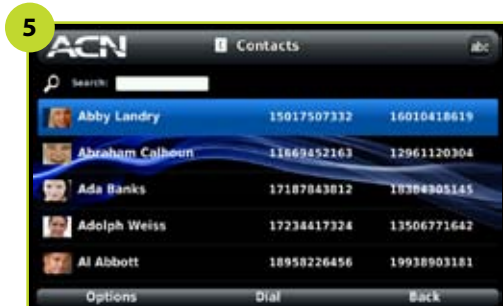 5
ACN Contacts abc
Search:
Abby Landry 15017507332 16010418619
Abraham Calhoun 11669452163 12961120304
Ada Banks 17187843812 18384305145
Adolph Weiss 17234417324 13506771642
Al Abbott 18958226456 19938903181
Options Dial Back